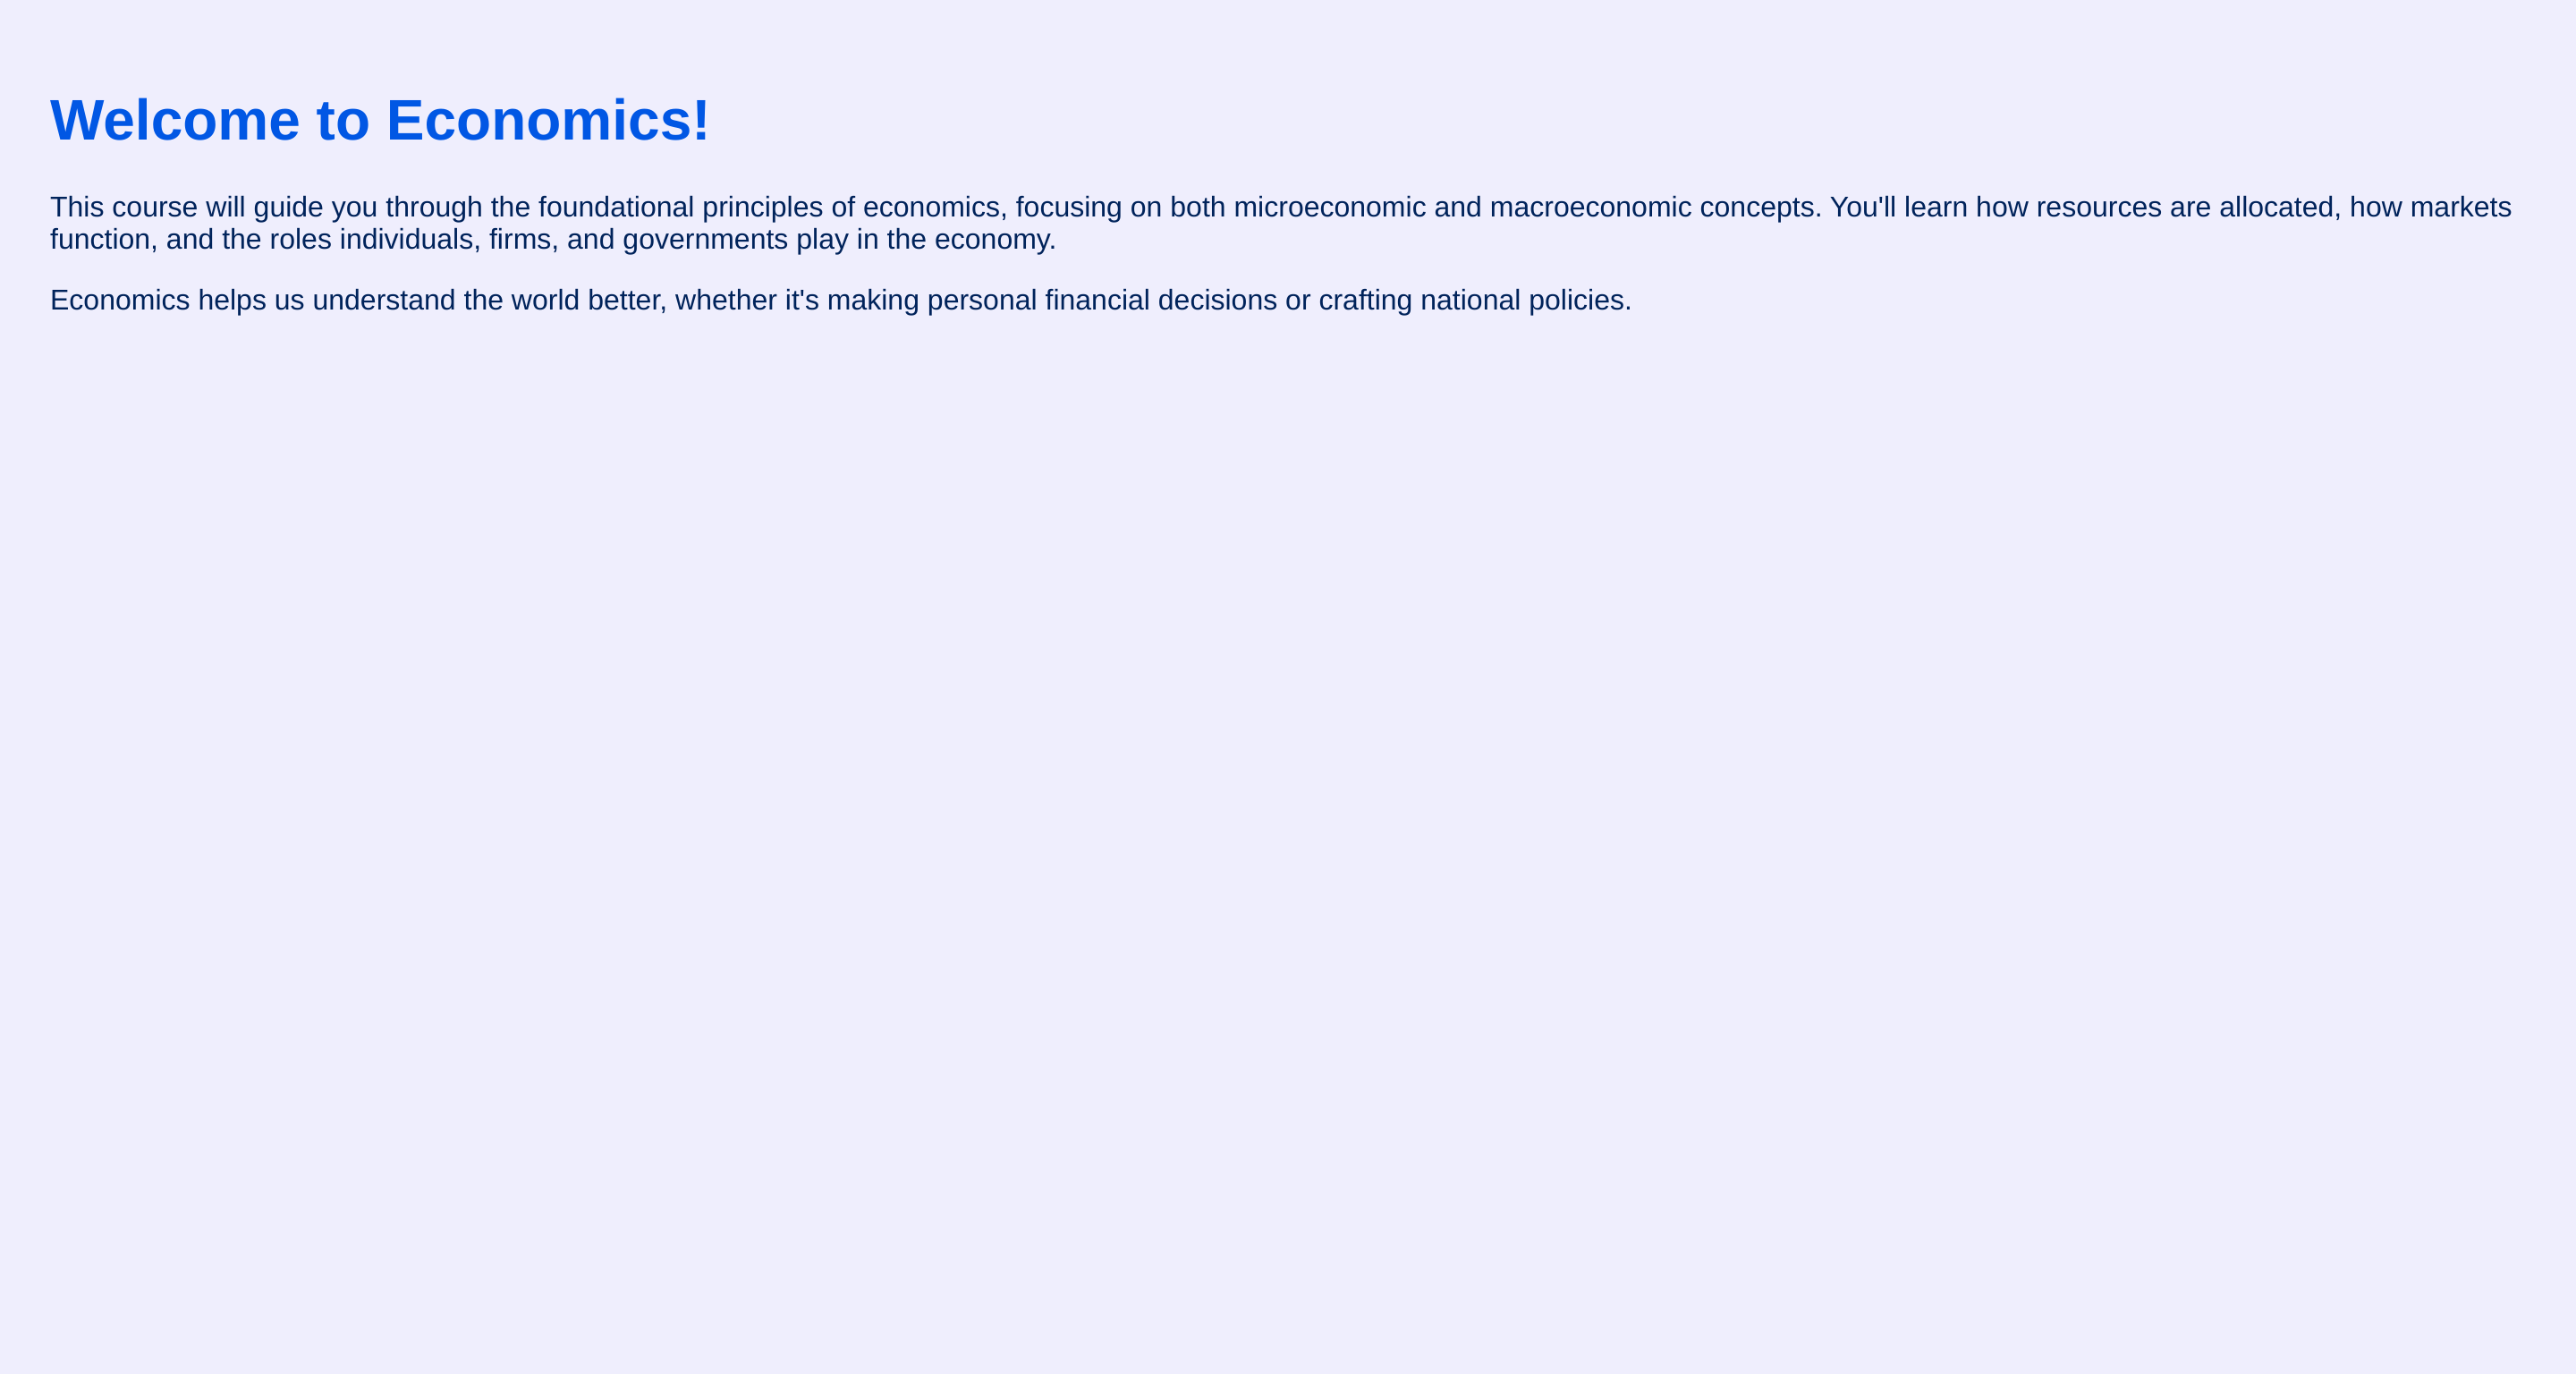 Welcome to Economics!
This course will guide you through the foundational principles of economics, focusing on both microeconomic and macroeconomic concepts. You'll learn how resources are allocated, how markets
function, and the roles individuals, firms, and governments play in the economy.
Economics helps us understand the world better, whether it's making personal financial decisions or crafting national policies.